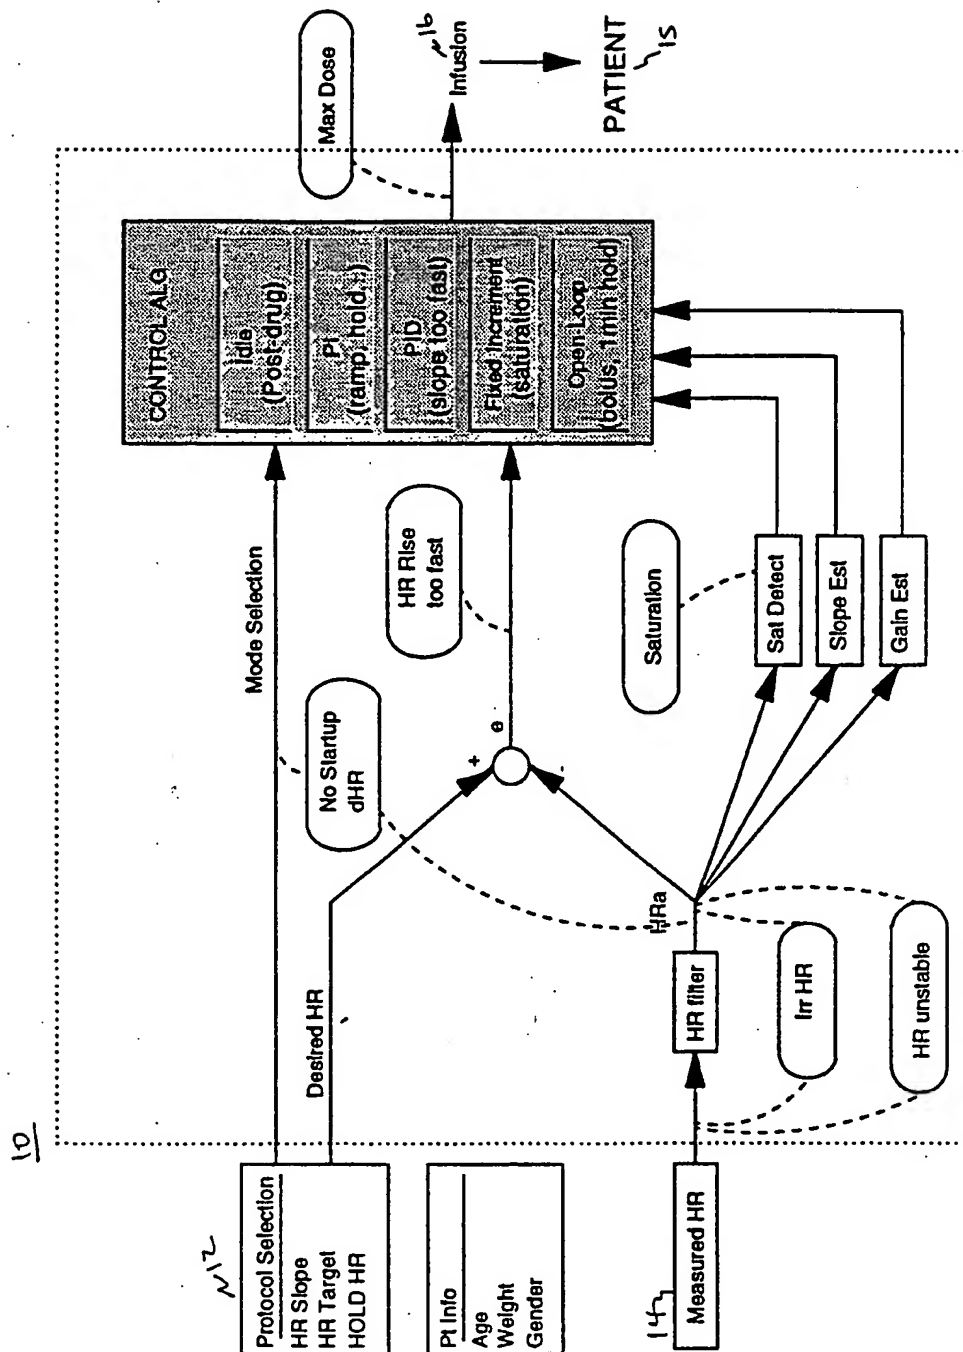 10
12
Protocol Selection
HR Slope
HR Target
HOLD HR
Pt Info
Age
Weight
Gender
14
Measured HR
Mode Selection
Desired HR
No Startup
dHR
HR filter
HRa
Irr HR
HR unstable
+
-
e
HR Rise
too fast
Saturation
Sat Detect
Slope Est
Gain Est
CONTROL ALG
Idle
(Post-drug)
PI
(ramp, hold..)
PID
(slope too fast)
Fixed Increment
(saturation)
Open-Loop
(bolus, 1min hold)
Max Dose
16
Infusion
PATIENT
15